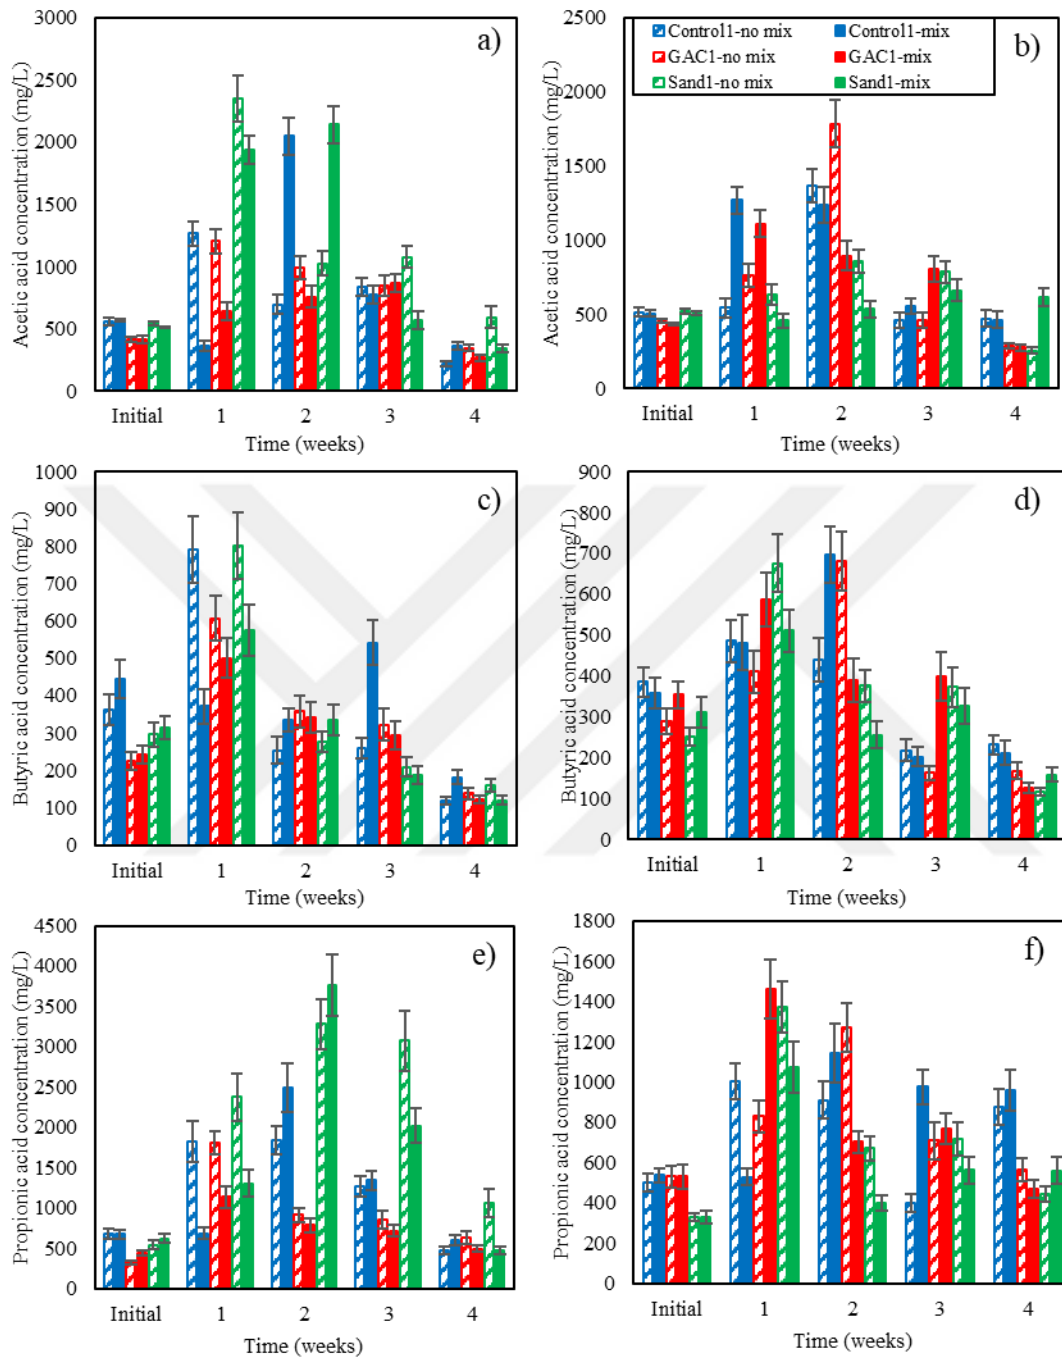 a)
Acetic acid concentration (mg/L)
3000
2500
2000
1500
1000
500
0
Initial 1 2 3 4
Time (weeks)
b)
Control1-no mix Control1-mix
GAC1-no mix GAC1-mix
Sand1-no mix Sand1-mix
Acetic acid concentration (mg/L)
2500
2000
1500
1000
500
0
Initial 1 2 3 4
Time (weeks)
c)
Butyric acid concentration (mg/L)
1000
900
800
700
600
500
400
300
200
100
0
Initial 1 2 3 4
Time (weeks)
d)
Butyric acid concentration (mg/L)
900
800
700
600
500
400
300
200
100
0
Initial 1 2 3 4
Time (weeks)
e)
Propionic acid concentration (mg/L)
4500
4000
3500
3000
2500
2000
1500
1000
500
0
Initial 1 2 3 4
Time (weeks)
f)
Propionic acid concentration (mg/L)
1800
1600
1400
1200
1000
800
600
400
200
0
Initial 1 2 3 4
Time (weeks)